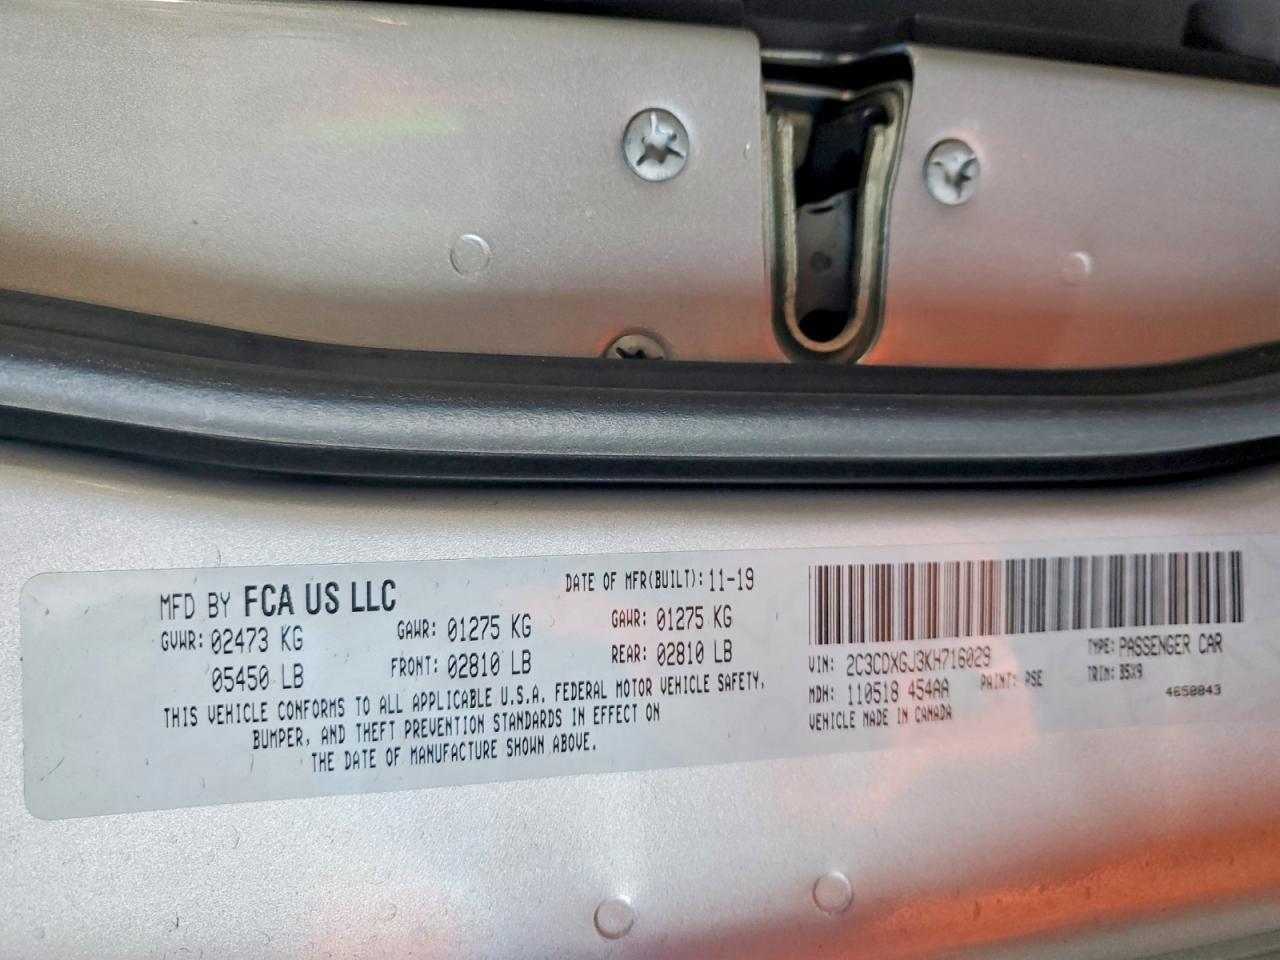 MFD BY FCA US LLC
DATE OF MFR(BUILT): 11-19
GVWR: 02473 KG
GAWR: 01275 KG
GAWR: 01275 KG
05450 LB
FRONT: 02810 LB
REAR: 02810 LB
THIS VEHICLE CONFORMS TO ALL APPLICABLE U.S.A. FEDERAL MOTOR VEHICLE SAFETY,
BUMPER, AND THEFT PREVENTION STANDARDS IN EFFECT ON
THE DATE OF MANUFACTURE SHOWN ABOVE.
VIN: 2C3CDXGJ3KH716029
TYPE: PASSENGER CAR
MDH: 110518 454AA
PAINT: PSE
TRIM: B5X9
4658043
VEHICLE MADE IN CANADA